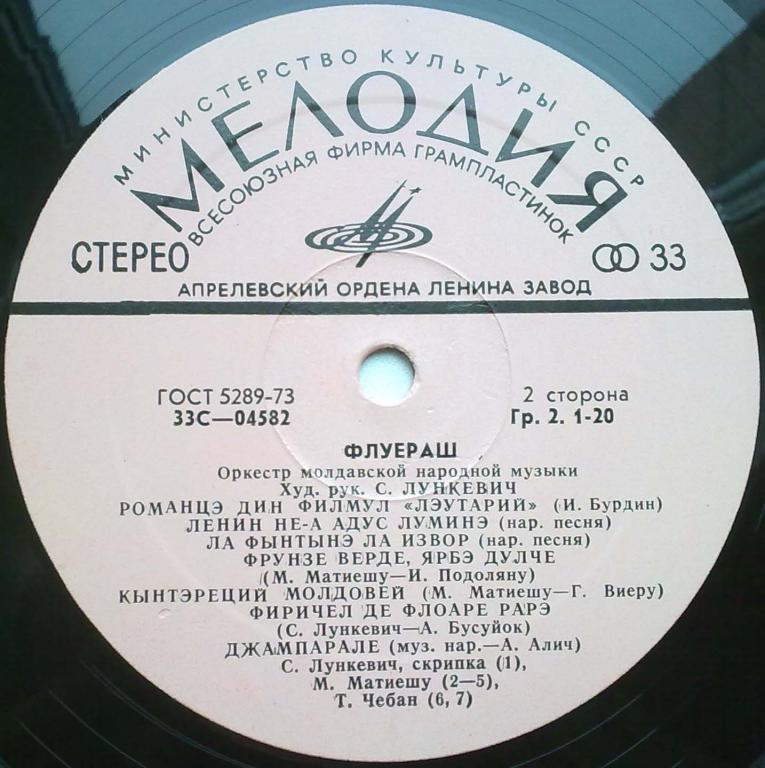 МИНИСТЕРСТВО КУЛЬТУРЫ СССР
МЕЛОДИЯ
ВСЕСОЮЗНАЯ ФИРМА ГРАМПЛАСТИНОК
СТЕРЕО 33
АПРЕЛЕВСКИЙ ОРДЕНА ЛЕНИНА ЗАВОД
ГОСТ 5289-73 2 сторона
33С—04582 Гр. 2. 1-20
ФЛУЕРАШ
Оркестр молдавской народной музыки
Худ. рук. С. ЛУНКЕВИЧ
РОМАНЦЭ ДИН ФИЛМУЛ «ЛЭУТАРИЙ» (И. Бурдин)
ЛЕНИН НЕ-А АДУС ЛУМИНЭ (нар. песня)
ЛА ФЫНТЫНЭ ЛА ИЗВОР (нар. песня)
ФРУНЗЕ ВЕРДЕ, ЯРБЭ ДУЛЧЕ
(М. Матиешу—И. Подоляну)
КЫНТЭРЕЦИЙ МОЛДОВЕЙ (М. Матиешу—Г. Виеру)
ФИРИЧЕЛ ДЕ ФЛОАРЕ РАРЭ
(С. Лункевич—А. Бусуйок)
ДЖАМПАРАЛЕ (муз. нар.—А. Алич)
С. Лункевич, скрипка (1),
М. Матиешу (2—5),
Т. Чебан (6, 7)